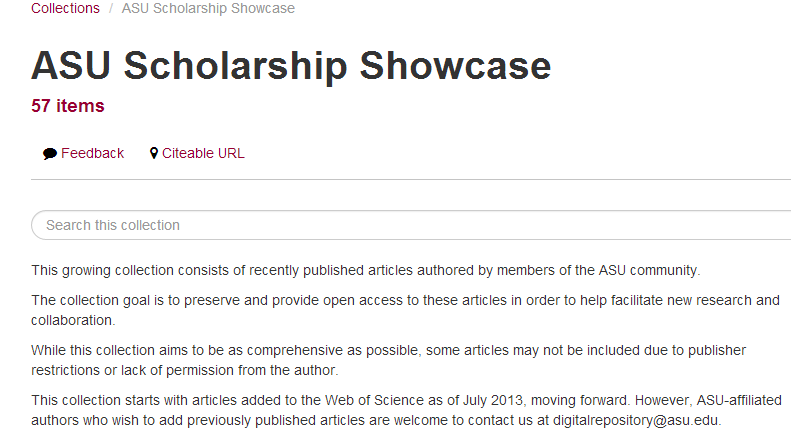 Collections / ASU Scholarship Showcase
ASU Scholarship Showcase
57 items
Feedback Citeable URL
Search this collection
This growing collection consists of recently published articles authored by members of the ASU community.
The collection goal is to preserve and provide open access to these articles in order to help facilitate new research and
collaboration.
While this collection aims to be as comprehensive as possible, some articles may not be included due to publisher
restrictions or lack of permission from the author.
This collection starts with articles added to the Web of Science as of July 2013, moving forward. However, ASU-affiliated
authors who wish to add previously published articles are welcome to contact us at digitalrepository@asu.edu.